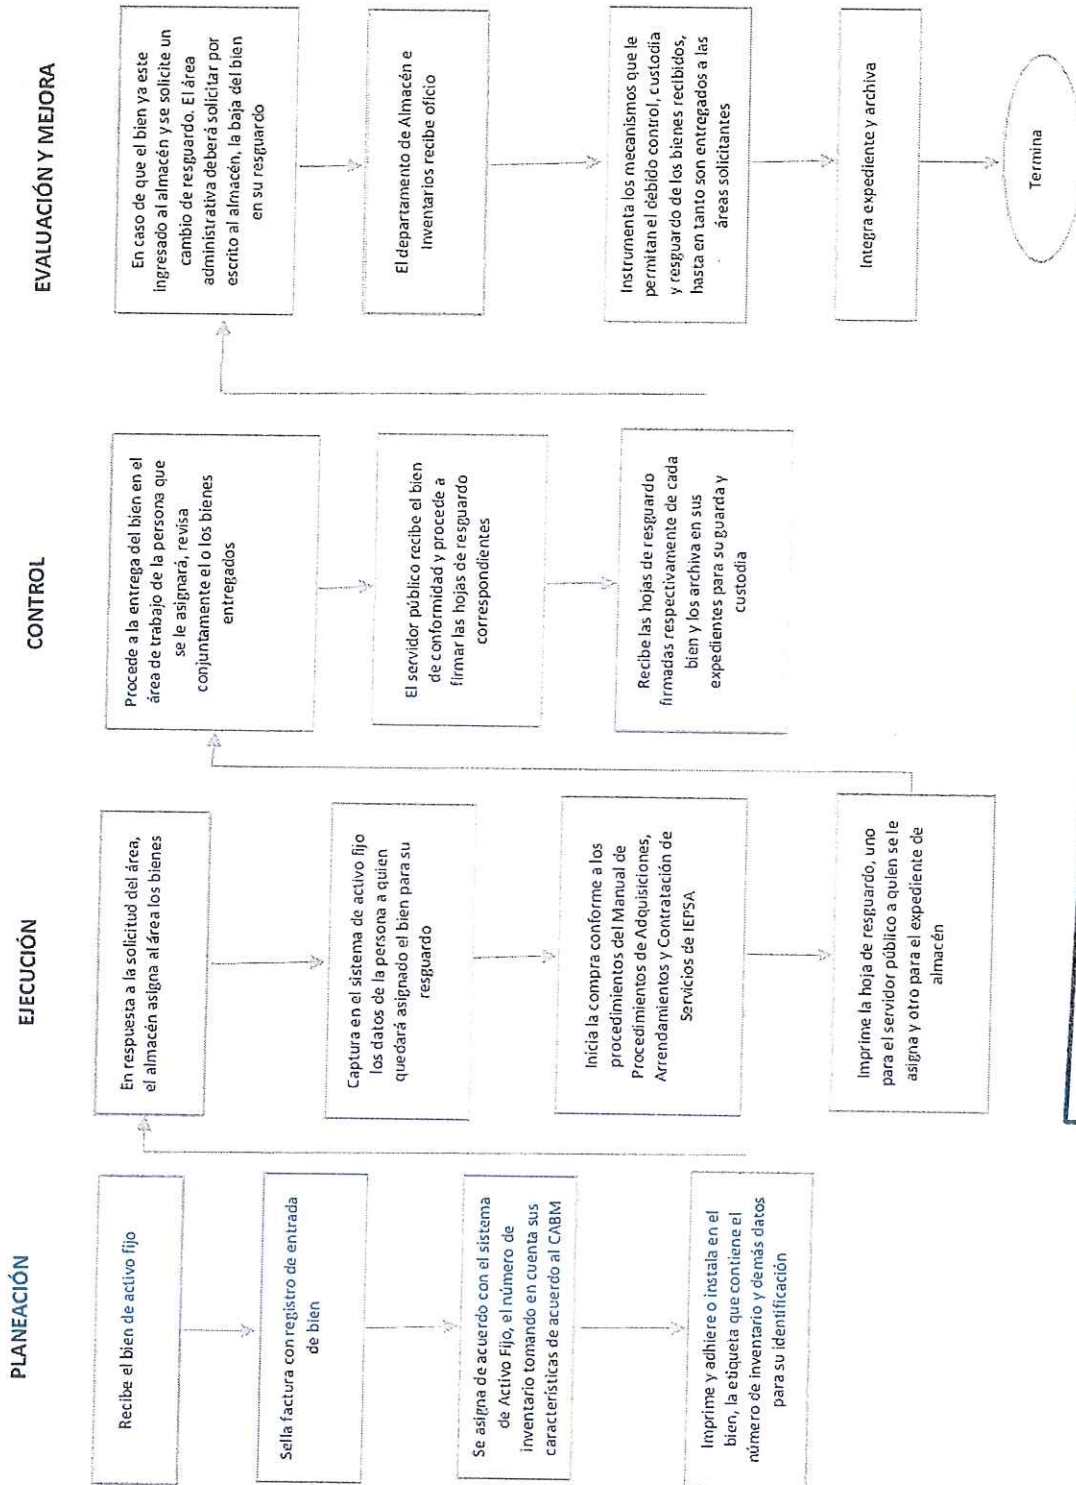 PLANEACIÓN
Recibe el bien de activo fijo
Sella factura con registro de entrada
de bien
Se asigna de acuerdo con el sistema
de Activo Fijo, el número de
inventario tomando en cuenta sus
características de acuerdo al CABM
Imprime y adhiere o instala en el
bien, la etiqueta que contiene el
número de inventario y demás datos
para su identificación
EJECUCIÓN
En respuesta a la solicitud del área,
el almacén asigna al área los bienes
Captura en el sistema de activo fijo
los datos de la persona a quien
quedará asignado el bien para su
resguardo
Inicia la compra conforme a los
procedimientos del Manual de
Procedimientos de Adquisiciones,
Arrendamientos y Contratación de
Servicios de IEPSA
Imprime la hoja de resguardo, uno
para el servidor público a quien se le
asigna y otro para el expediente de
almacén
CONTROL
Procede a la entrega del bien en el
área de trabajo de la persona que
se le asignará, revisa
conjuntamente el o los bienes
entregados
El servidor público recibe el bien
de conformidad y procede a
firmar las hojas de resguardo
correspondientes
Recibe las hojas de resguardo
firmadas respectivamente de cada
bien y los archiva en sus
expedientes para su guarda y
custodia
EVALUACIÓN Y MEJORA
En caso de que el bien ya este
ingresado al almacén y se solicite un
cambio de resguardo. El área
administrativa deberá solicitar por
escrito al almacén, la baja del bien
en su resguardo
El departamento de Almacén e
Inventarios recibe oficio
Instrumenta los mecanismos que le
permitan el debido control, custodia
y resguardo de los bienes recibidos,
hasta en tanto son entregados a las
áreas solicitantes
Integra expediente y archiva
Termina